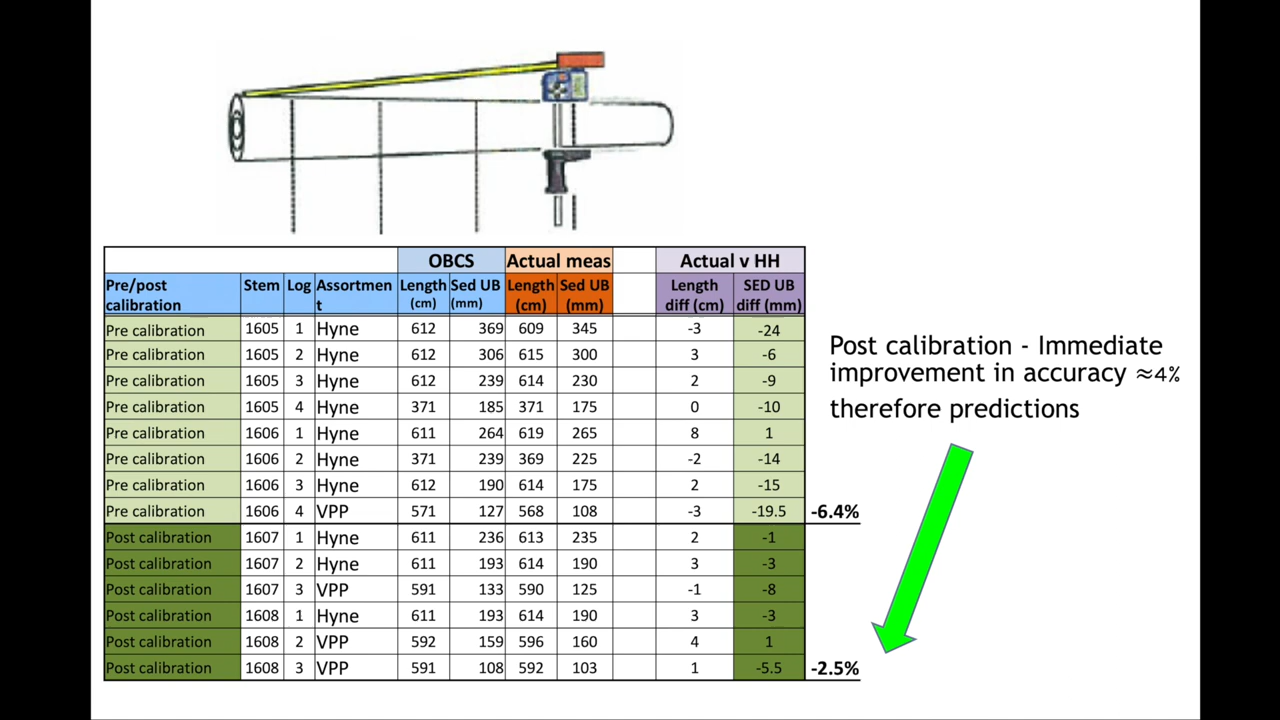 OBCS Actual meas Actual v HH
Pre/post calibration Stem Log Assortment Length (cm) Sed UB (mm) Length (cm) Sed UB (mm) Length diff (cm) SED UB diff (mm)
Pre calibration 1605 1 Hyne 612 369 609 345 -3 -24
Pre calibration 1605 2 Hyne 612 306 615 300 3 -6
Pre calibration 1605 3 Hyne 612 239 614 230 2 -9
Pre calibration 1605 4 Hyne 371 185 371 175 0 -10
Pre calibration 1606 1 Hyne 611 264 619 265 8 1
Pre calibration 1606 2 Hyne 371 239 369 225 -2 -14
Pre calibration 1606 3 Hyne 612 190 614 175 2 -15
Pre calibration 1606 4 VPP 571 127 568 108 -3 -19.5 -6.4%
Post calibration 1607 1 Hyne 611 236 613 235 2 -1
Post calibration 1607 2 Hyne 611 193 614 190 3 -3
Post calibration 1607 3 VPP 591 133 590 125 -1 -8
Post calibration 1608 1 Hyne 611 193 614 190 3 -3
Post calibration 1608 2 VPP 592 159 596 160 4 1
Post calibration 1608 3 VPP 591 108 592 103 1 -5.5 -2.5%
Post calibration - Immediate
improvement in accuracy ≈4%
therefore predictions